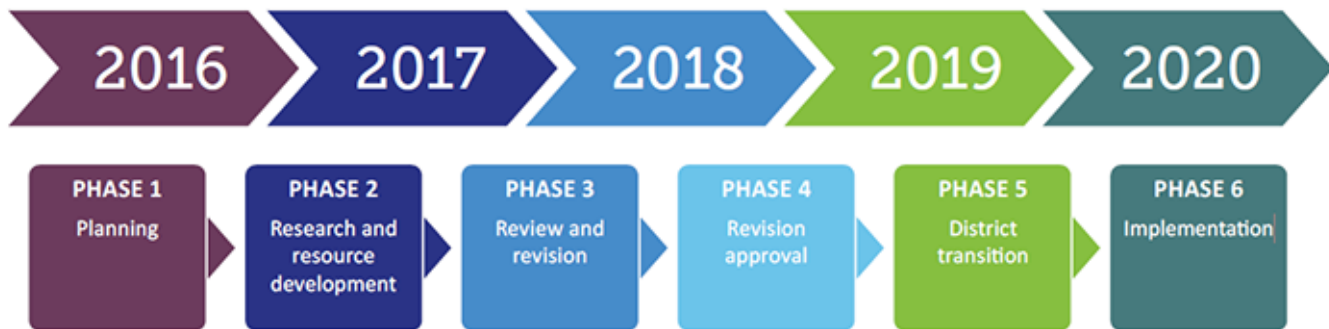 2016 2017 2018 2019 2020
PHASE 1
Planning
PHASE 2
Research and
resource
development
PHASE 3
Review and
revision
PHASE 4
Revision
approval
PHASE 5
District
transition
PHASE 6
Implementation